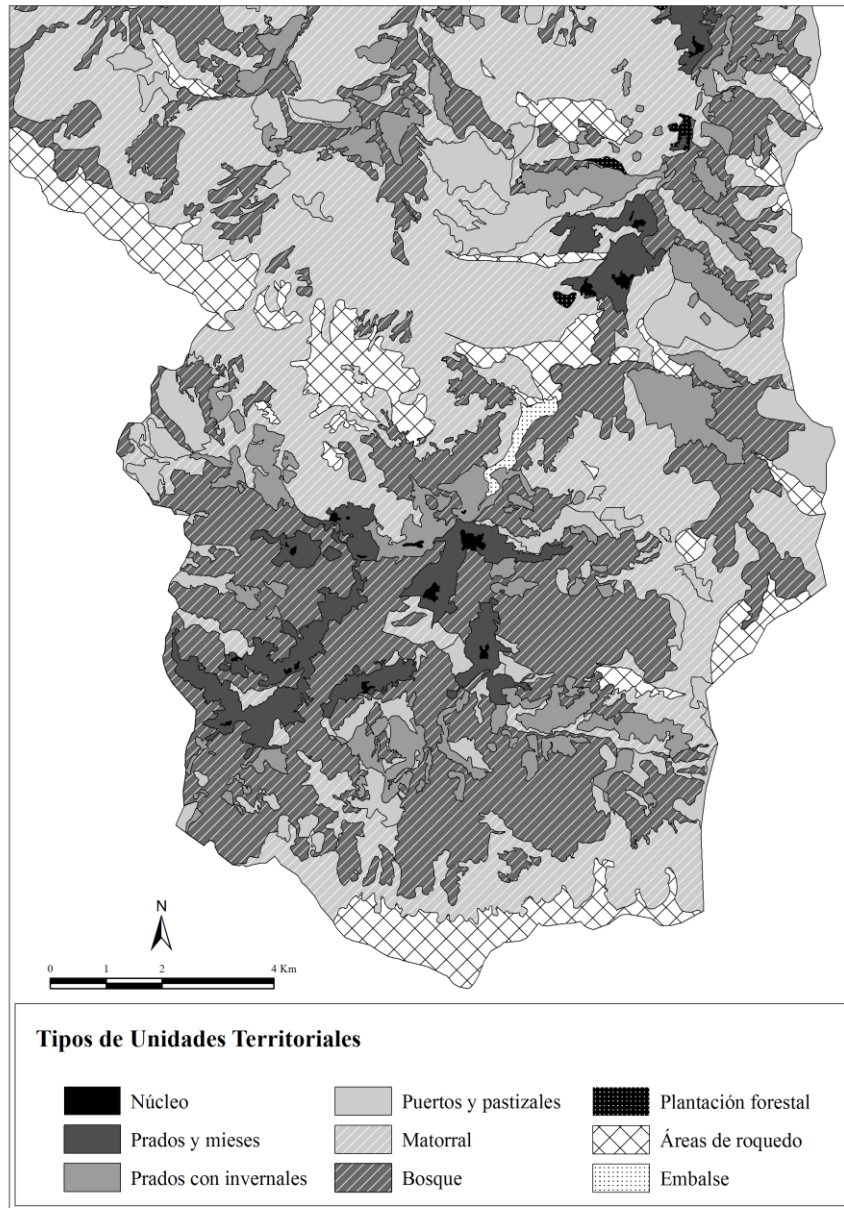 N
0 1 2 4 Km
Tipos de Unidades Territoriales
Núcleo Puertos y pastizales Plantación forestal
Prados y mieses Matorral Áreas de roquedo
Prados con invernales Bosque Embalse